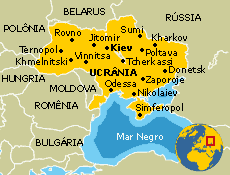 BELARUS
RÚSSIA
POLÔNIA
Sumi
Rovno
Jitomir
Kharkov
Kiev
Ternopol
Poltava
Vinnitsa
Tcherkassi
Khmelnitski
Donetsk
UCRÂNIA
HUNGRIA
Zaporoje
MOLDOVA
Odessa
Nikolaiev
ROMÊNIA
Simferopol
Mar Negro
BULGÁRIA